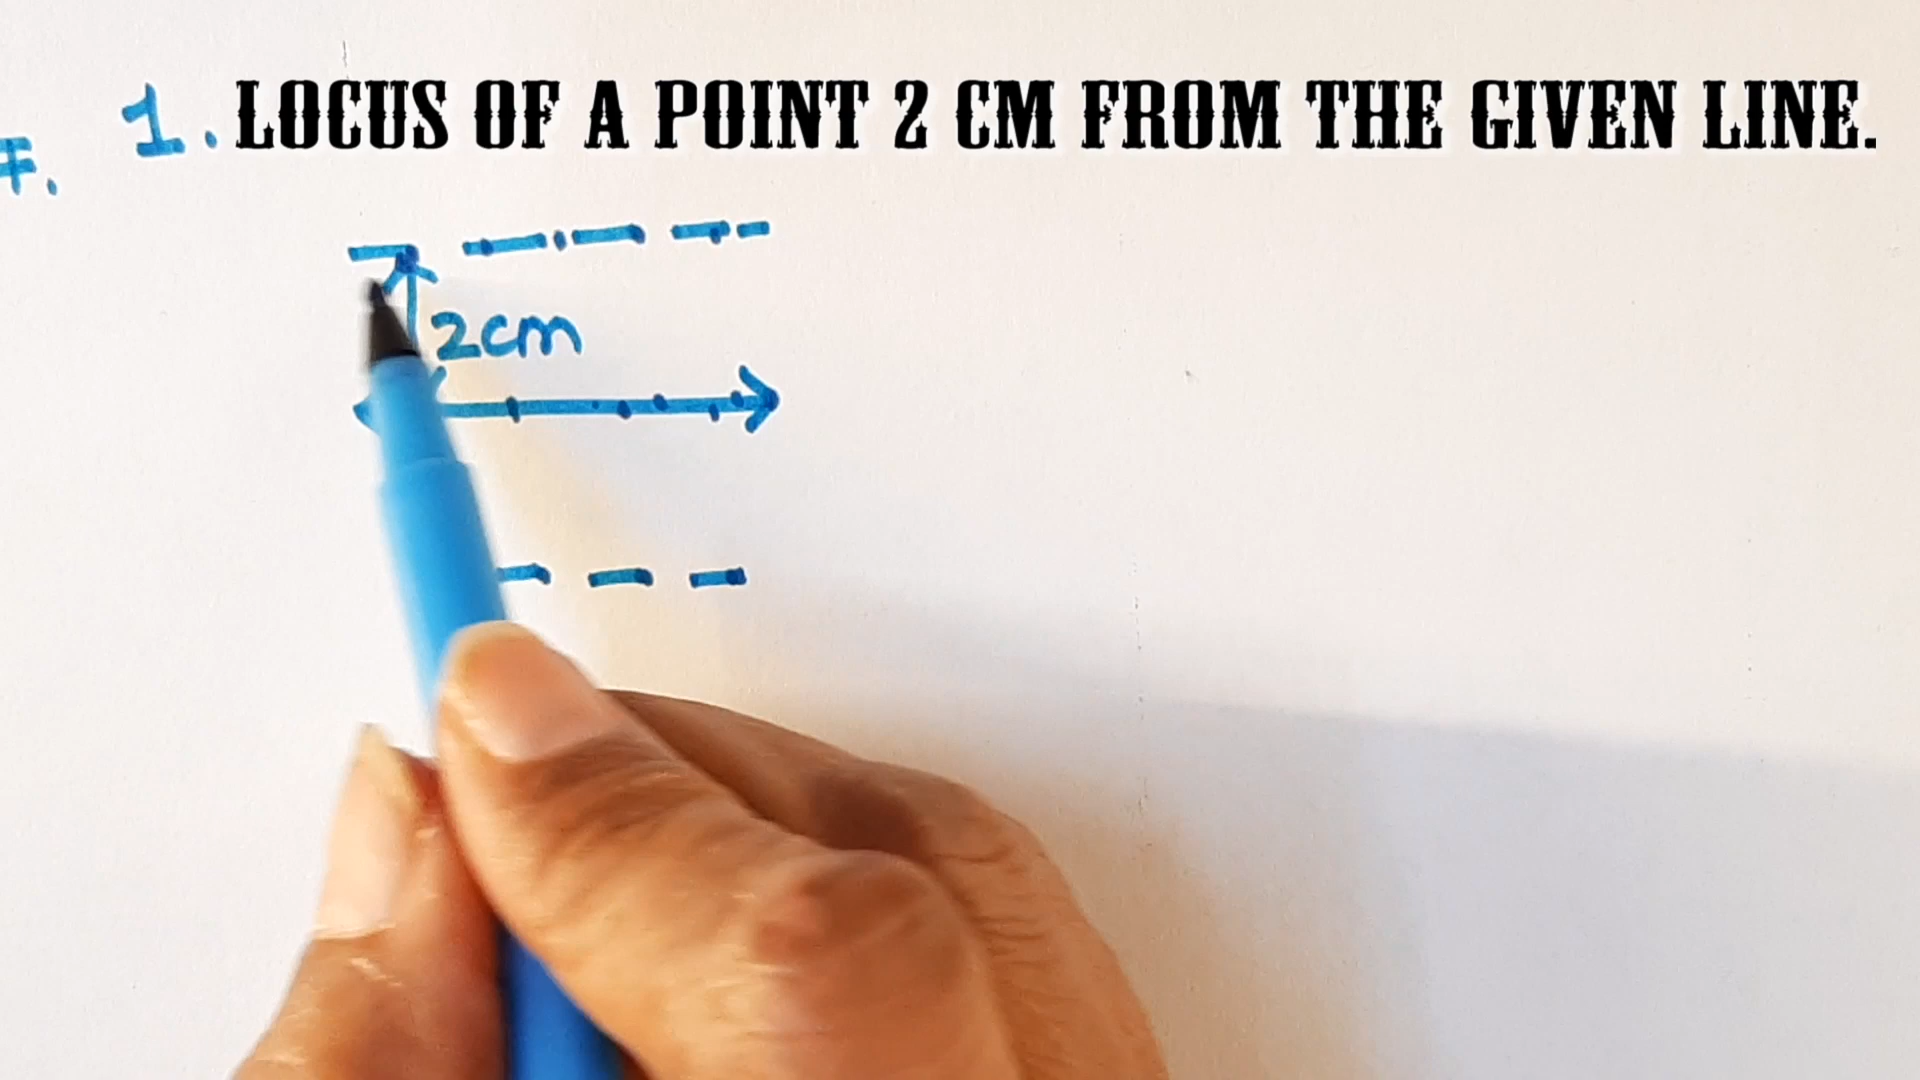 1. LOCUS OF A POINT 2 CM FROM THE GIVEN LINE.
2cm